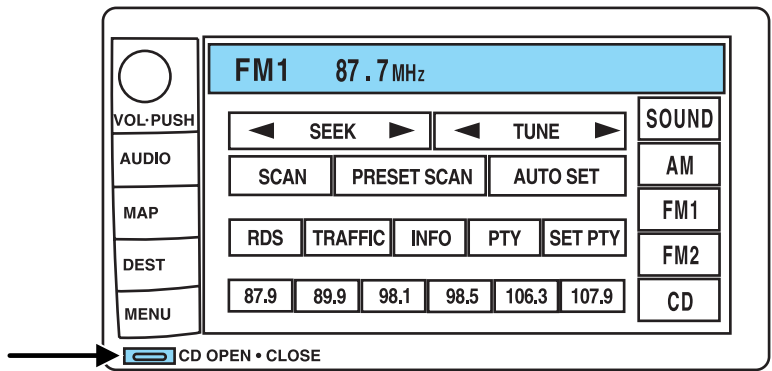 FM1 87.7 MHz
VOL·PUSH
AUDIO
MAP
DEST
MENU
◄ SEEK ► ◄ TUNE ►
SCAN PRESET SCAN AUTO SET
RDS TRAFFIC INFO PTY SET PTY
87.9 89.9 98.1 98.5 106.3 107.9
SOUND
AM
FM1
FM2
CD
CD OPEN • CLOSE